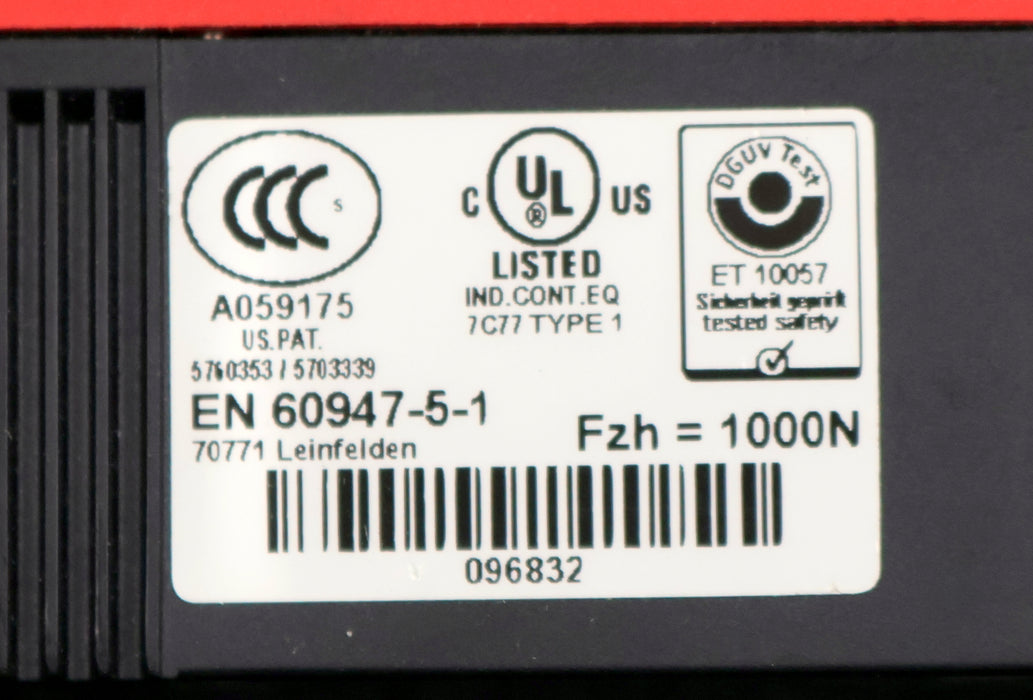 CCC S
A059175
US.PAT.
5760353 / 5703339
EN 60947-5-1
70771 Leinfelden
C UL ® US
LISTED
IND.CONT.EQ
7C77 TYPE 1
DGUV Test
ET 10057
Sicherheit geprüft
tested safety
Fzh = 1000N
096832